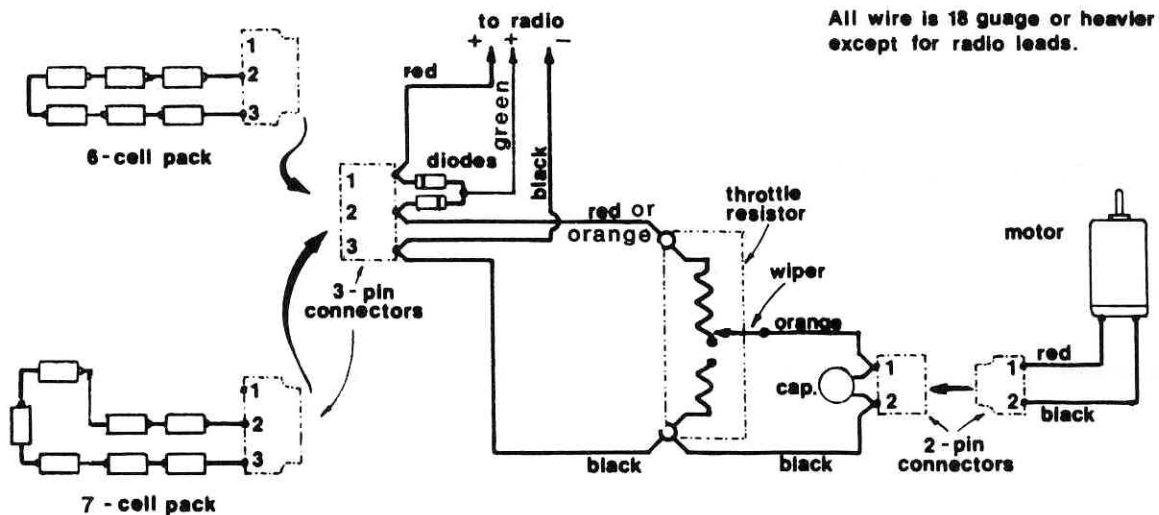 to radio
+ + -
All wire is 18 guage or heavier
except for radio leads.
1
2
3
6-cell pack
red
green
black
diodes
1
2
3
red or
orange
3-pin
connectors
throttle
resistor
wiper
orange
motor
cap.
1
2
1
2
red
black
2-pin
connectors
black
black
1
2
3
7 - cell pack